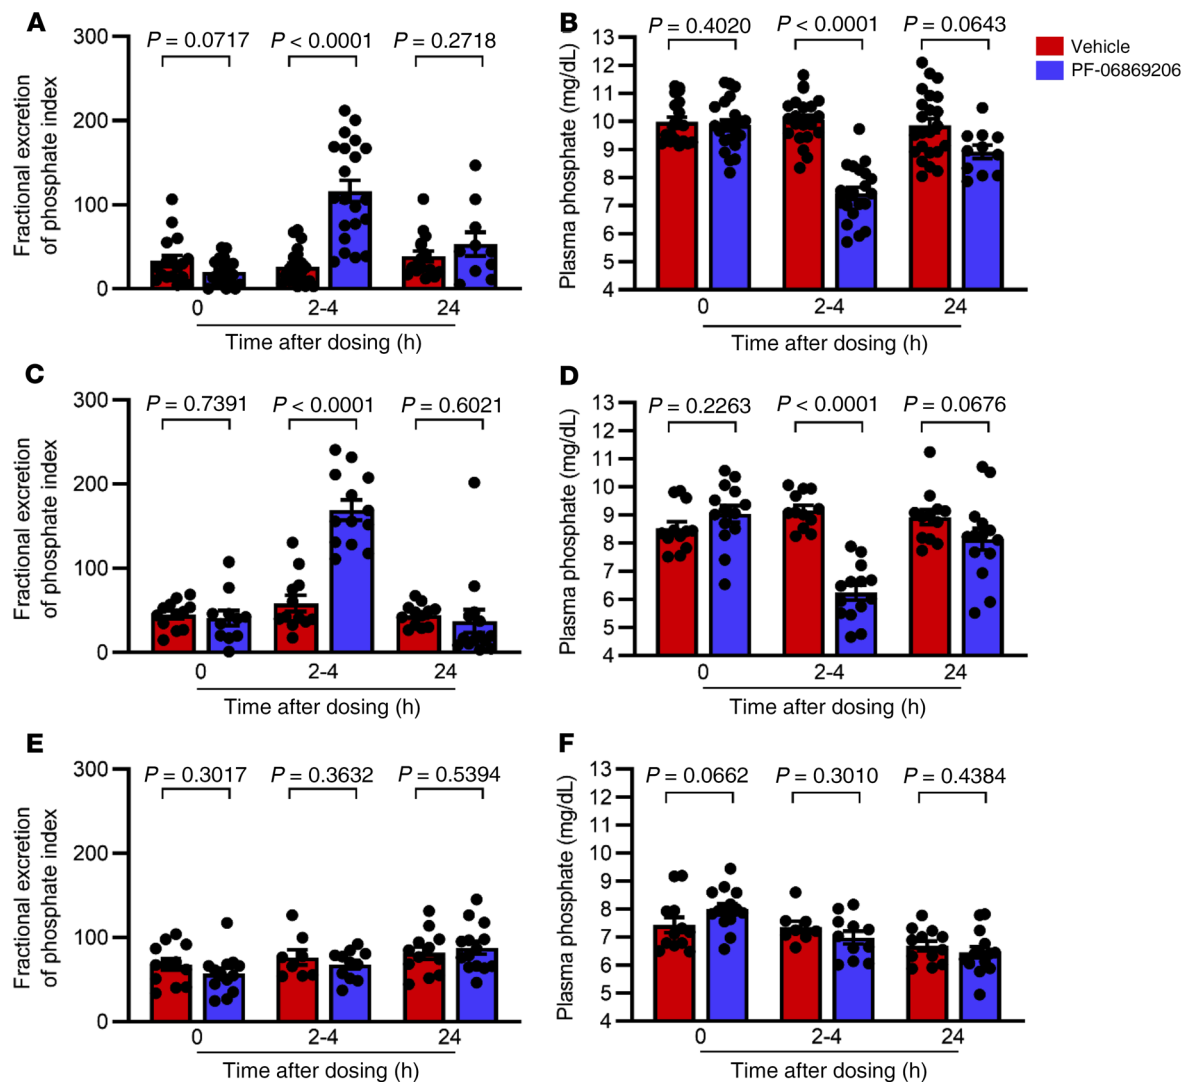 A
300
200
100
0
Fractional excretion
of phosphate index
P = 0.0717
P < 0.0001
P = 0.2718
0
2-4
24
Time after dosing (h)
B
13
12
11
10
9
8
7
6
5
4
Plasma phosphate (mg/dL)
P = 0.4020
P < 0.0001
P = 0.0643
0
2-4
24
Time after dosing (h)
Vehicle
PF-06869206
C
300
200
100
0
Fractional excretion
of phosphate index
P = 0.7391
P < 0.0001
P = 0.6021
0
2-4
24
Time after dosing (h)
D
13
12
11
10
9
8
7
6
5
4
Plasma phosphate (mg/dL)
P = 0.2263
P < 0.0001
P = 0.0676
0
2-4
24
Time after dosing (h)
E
300
200
100
0
Fractional excretion
of phosphate index
P = 0.3017
P = 0.3632
P = 0.5394
0
2-4
24
Time after dosing (h)
F
13
12
11
10
9
8
7
6
5
4
Plasma phosphate (mg/dL)
P = 0.0662
P = 0.3010
P = 0.4384
0
2-4
24
Time after dosing (h)